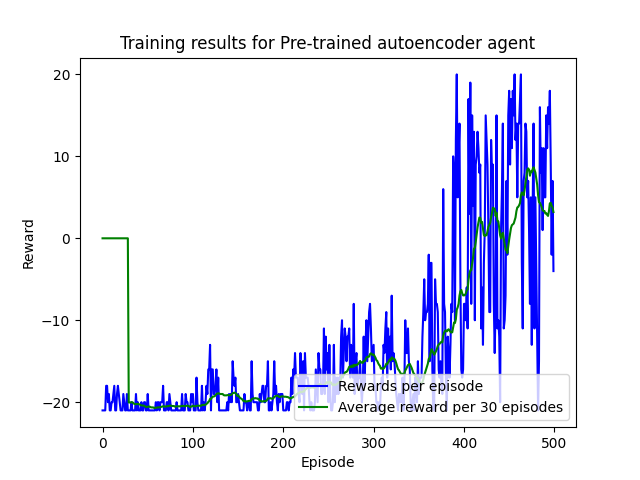 Training results for Pre-trained autoencoder agent
20
10
0
−10
−20
Reward
0
100
200
300
400
500
Episode
Rewards per episode
Average reward per 30 episodes